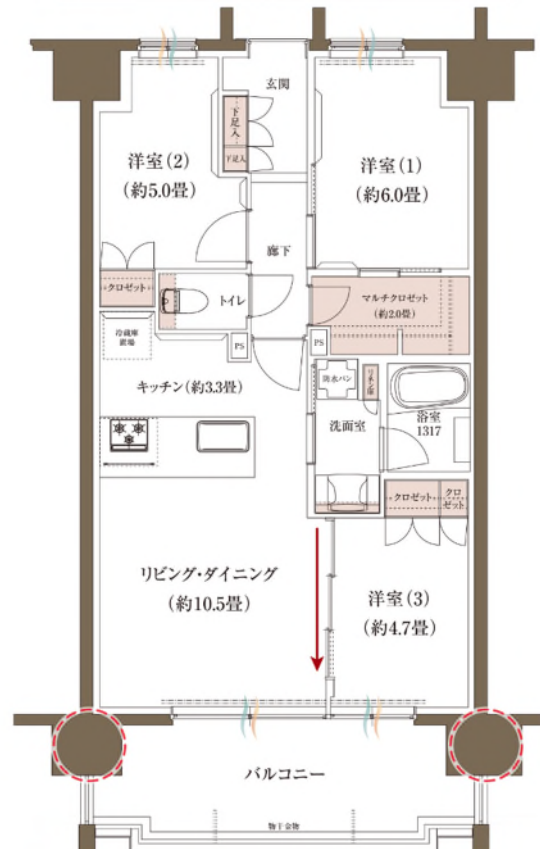 玄関
下足入
下足入
洋室(2)
(約5.0畳)
洋室(1)
(約6.0畳)
廊下
クロゼット
トイレ
マルチクロゼット
(約2.0畳)
冷蔵庫
置場
PS
PS
キッチン(約3.3畳)
防水パン
リネン庫
洗面室
浴室
1317
クロゼット
クロ
ゼット
リビング・ダイニング
(約10.5畳)
洋室(3)
(約4.7畳)
バルコニー
物干金物